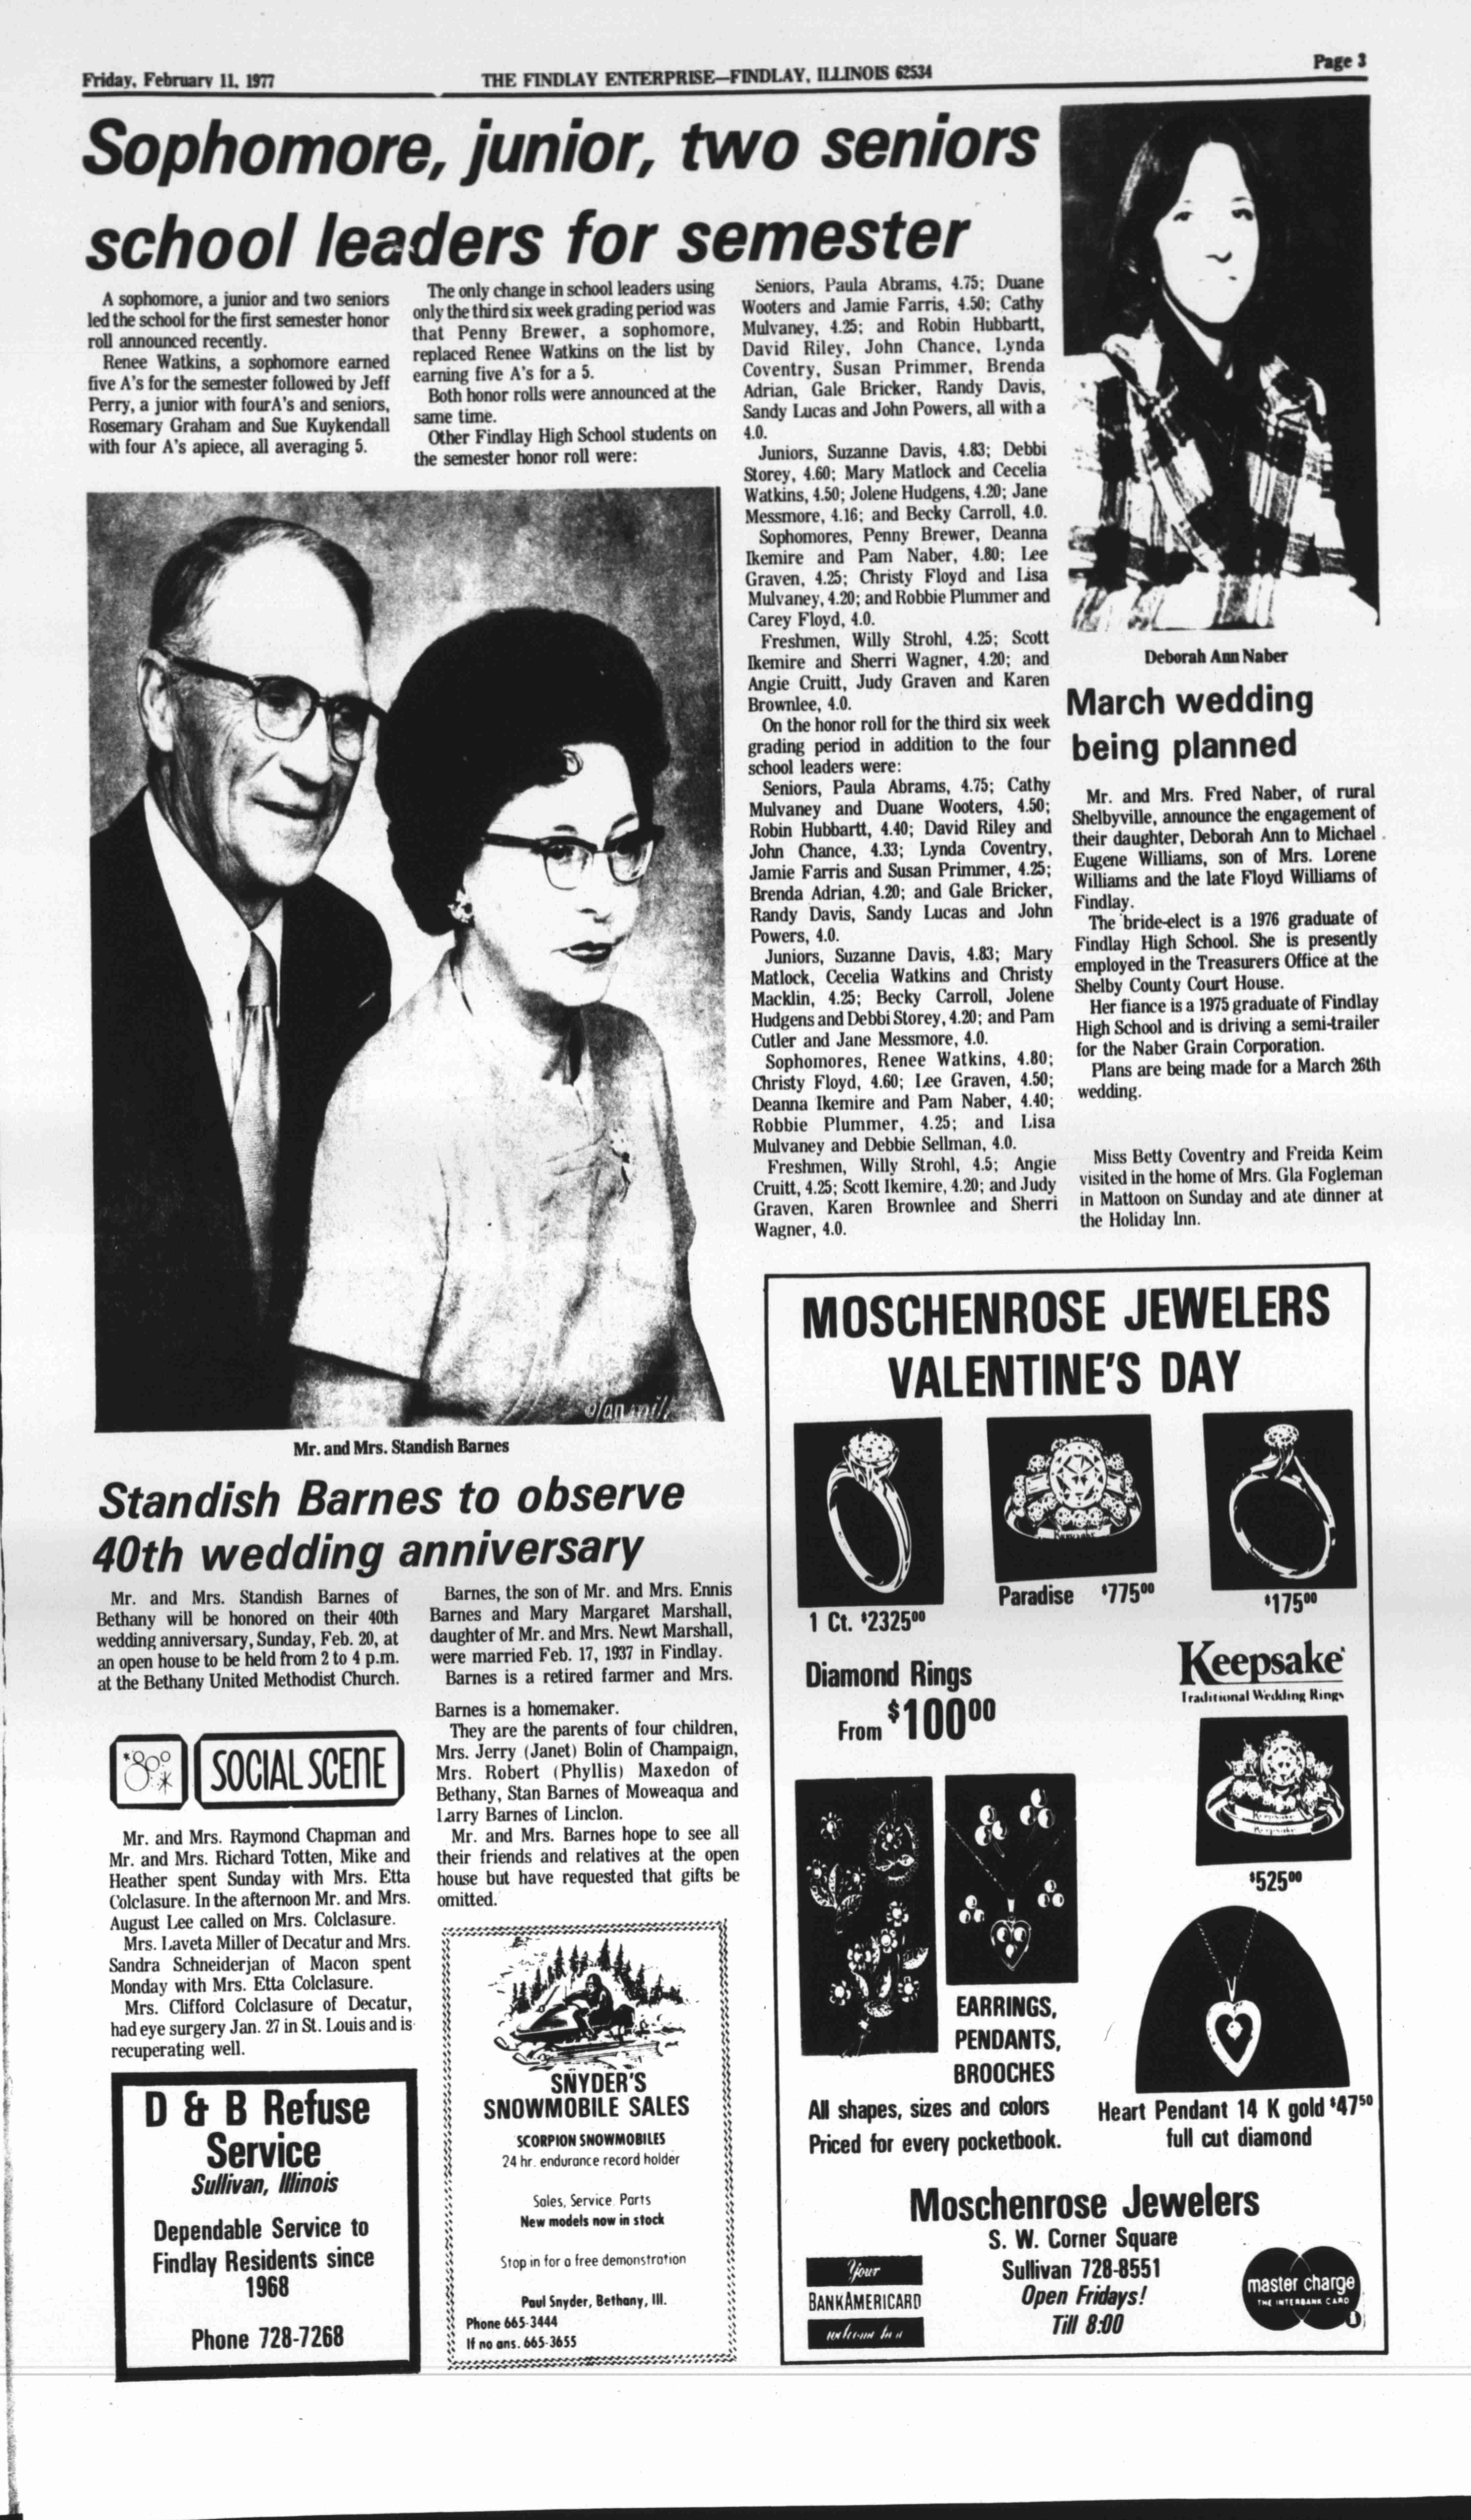 Friday, February 11, 1977
THE FINDLAY ENTERPRISE—FINDLAY, ILLINOIS 62534
Page 3
Sophomore, junior, two seniors
school leaders for semester
A sophomore, a junior and two seniors
led the school for the first semester honor
roll announced recently.
Renee Watkins, a sophomore earned
five A's for the semester followed by Jeff
Perry, a junior with fourA's and seniors,
Rosemary Graham and Sue Kuykendall
with four A's apiece, all averaging 5.
The only change in school leaders using
only the third six week grading period was
that Penny Brewer, a sophomore,
replaced Renee Watkins on the list by
earning five A's for a 5.
Both honor rolls were announced at the
same time.
Other Findlay High School students on
the semester honor roll were:
Seniors, Paula Abrams, 4.75; Duane
Wooters and Jamie Farris, 4.50; Cathy
Mulvaney, 4.25; and Robin Hubbartt,
David Riley, John Chance, Lynda
Coventry, Susan Primmer, Brenda
Adrian, Gale Bricker, Randy Davis,
Sandy Lucas and John Powers, all with a
4.0.
Juniors, Suzanne Davis, 4.83; Debbi
Storey, 4.60; Mary Matlock and Cecelia
Watkins, 4.50; Jolene Hudgens, 4.20; Jane
Messmore, 4.16; and Becky Carroll, 4.0.
Sophomores, Penny Brewer, Deanna
Ikemire and Pam Naber, 4.80; Lee
Graven, 4.25; Christy Floyd and Lisa
Mulvaney, 4.20; and Robbie Plummer and
Carey Floyd, 4.0.
Freshmen, Willy Strohl, 4.25; Scott
Ikemire and Sherri Wagner, 4.20; and
Angie Cruitt, Judy Graven and Karen
Brownlee, 4.0.
On the honor roll for the third six week
grading period in addition to the four
school leaders were:
Seniors, Paula Abrams, 4.75; Cathy
Mulvaney and Duane Wooters, 4.50;
Robin Hubbartt, 4.40; David Riley and
John Chance, 4.33; Lynda Coventry,
Jamie Farris and Susan Primmer, 4.25;
Brenda Adrian, 4.20; and Gale Bricker,
Randy Davis, Sandy Lucas and John
Powers, 4.0.
Juniors, Suzanne Davis, 4.83; Mary
Matlock, Cecelia Watkins and Christy
Macklin, 4.25; Becky Carroll, Jolene
Hudgens and Debbi Storey, 4.20; and Pam
Cutler and Jane Messmore, 4.0.
Sophomores, Renee Watkins, 4.80;
Christy Floyd, 4.60; Lee Graven, 4.50;
Deanna Ikemire and Pam Naber, 4.40;
Robbie Plummer, 4.25; and Lisa
Mulvaney and Debbie Sellman, 4.0.
Freshmen, Willy Strohl, 4.5; Angie
Cruitt, 4.25; Scott Ikemire, 4.20; and Judy
Graven, Karen Brownlee and Sherri
Wagner, 4.0.
Deborah Ann Naber
March wedding
being planned
Mr. and Mrs. Fred Naber, of rural
Shelbyville, announce the engagement of
their daughter, Deborah Ann to Michael
Eugene Williams, son of Mrs. Lorene
Williams and the late Floyd Williams of
Findlay.
The bride-elect is a 1976 graduate of
Findlay High School. She is presently
employed in the Treasurers Office at the
Shelby County Court House.
Her fiance is a 1975 graduate of Findlay
High School and is driving a semi-trailer
for the Naber Grain Corporation.
Plans are being made for a March 26th
wedding.
Miss Betty Coventry and Freida Keim
visited in the home of Mrs. Gla Fogleman
in Mattoon on Sunday and ate dinner at
the Holiday Inn.
olan mills
Mr. and Mrs. Standish Barnes
Standish Barnes to observe
40th wedding anniversary
Mr. and Mrs. Standish Barnes of
Bethany will be honored on their 40th
wedding anniversary, Sunday, Feb. 20, at
an open house to be held from 2 to 4 p.m.
at the Bethany United Methodist Church.
Barnes, the son of Mr. and Mrs. Ennis
Barnes and Mary Margaret Marshall,
daughter of Mr. and Mrs. Newt Marshall,
were married Feb. 17, 1937 in Findlay.
Barnes is a retired farmer and Mrs.
Barnes is a homemaker.
They are the parents of four children,
Mrs. Jerry (Janet) Bolin of Champaign,
Mrs. Robert (Phyllis) Maxedon of
Bethany, Stan Barnes of Moweaqua and
Larry Barnes of Linclon.
Mr. and Mrs. Barnes hope to see all
their friends and relatives at the open
house but have requested that gifts be
omitted.
SOCIAL SCENE
Mr. and Mrs. Raymond Chapman and
Mr. and Mrs. Richard Totten, Mike and
Heather spent Sunday with Mrs. Etta
Colclasure. In the afternoon Mr. and Mrs.
August Lee called on Mrs. Colclasure.
Mrs. Laveta Miller of Decatur and Mrs.
Sandra Schneiderjan of Macon spent
Monday with Mrs. Etta Colclasure.
Mrs. Clifford Colclasure of Decatur,
had eye surgery Jan. 27 in St. Louis and is
recuperating well.
D & B Refuse
Service
Sullivan, Illinois
Dependable Service to
Findlay Residents since
1968
Phone 728-7268
SNYDER'S
SNOWMOBILE SALES
SCORPION SNOWMOBILES
24 hr. endurance record holder
Sales, Service Parts
New models now in stock
Stop in for a free demonstration
Paul Snyder, Bethany, Ill.
Phone 665-3444
If no ans. 665-3655
MOSCHENROSE JEWELERS
VALENTINE'S DAY
1 Ct. $2325⁰⁰
Paradise $775⁰⁰
$175⁰⁰
Diamond Rings
From $100⁰⁰
Keepsake
Traditional Wedding Rings
$525⁰⁰
EARRINGS,
PENDANTS,
BROOCHES
All shapes, sizes and colors
Priced for every pocketbook.
Heart Pendant 14 K gold $47⁵⁰
full cut diamond
Moschenrose Jewelers
S. W. Corner Square
Sullivan 728-8551
Open Fridays!
Till 8:00
Your
BANKAMERICARD
welcome here
master charge
THE INTERBANK CARD